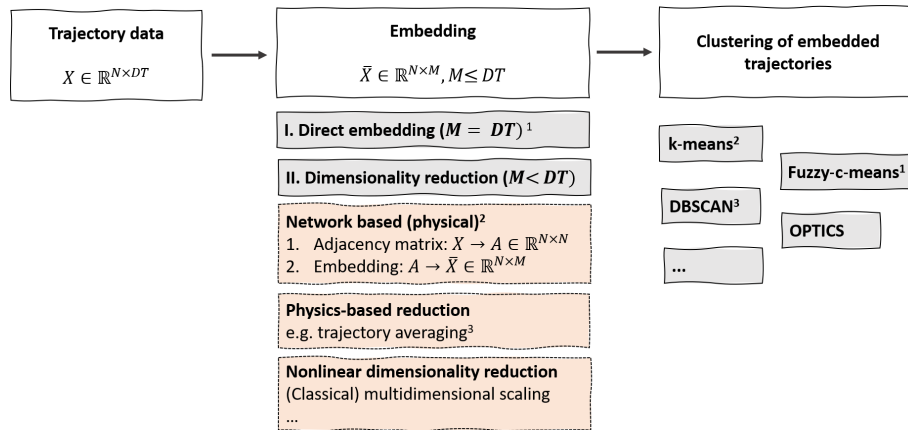 Trajectory data
X ∈ ℝ^{N×DT}
Embedding
X̄ ∈ ℝ^{N×M}, M ≤ DT
I. Direct embedding (M = DT) ¹
II. Dimensionality reduction (M < DT)
Network based (physical)²
1. Adjacency matrix: X → A ∈ ℝ^{N×N}
2. Embedding: A → X̄ ∈ ℝ^{N×M}
Physics-based reduction
e.g. trajectory averaging³
Nonlinear dimensionality reduction
(Classical) multidimensional scaling
...
Clustering of embedded
trajectories
k-means²
Fuzzy-c-means¹
DBSCAN³
OPTICS
...